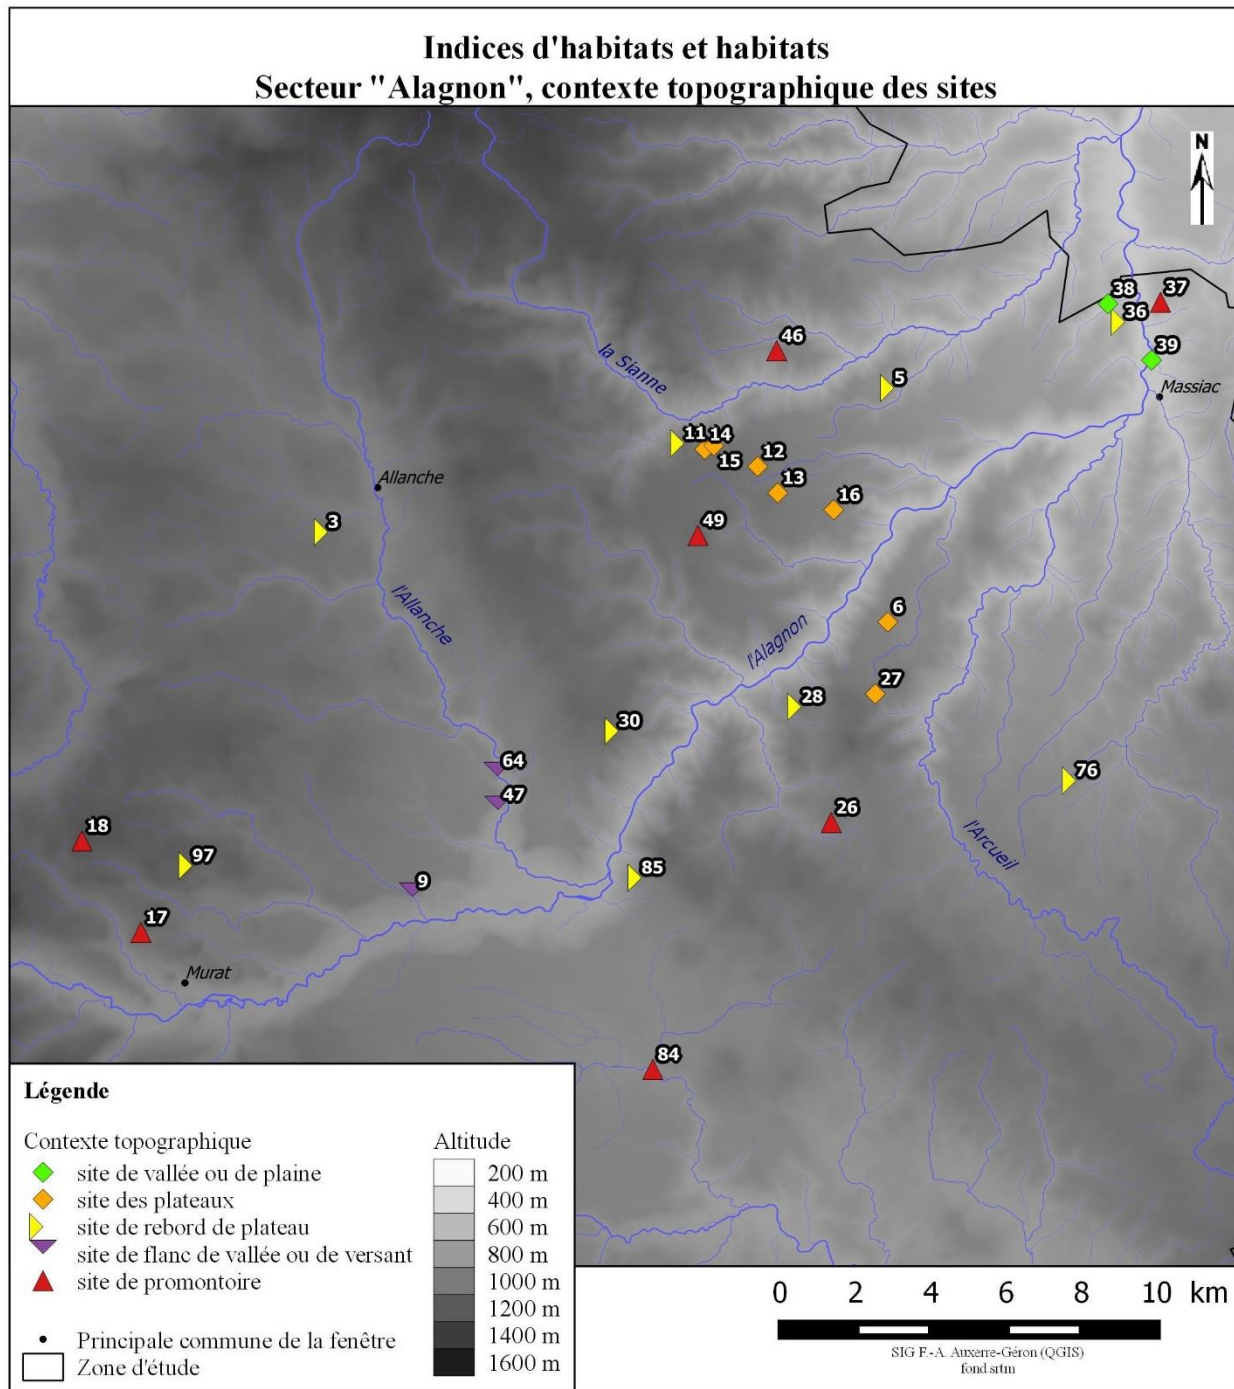 Indices d'habitats et habitats
Secteur "Alagnon", contexte topographique des sites
N
38
37
36
46
39
la Sianne
5
Massiac
11
14
15
12
Allanche
13
16
3
49
l'Allanche
6
l'Alagnon
27
28
30
64
76
47
18
26
l'Arcueil
97
85
9
17
Murat
84
Légende
Contexte topographique
site de vallée ou de plaine
site des plateaux
site de rebord de plateau
site de flanc de vallée ou de versant
site de promontoire
Principale commune de la fenêtre
Zone d'étude
Altitude
200 m
400 m
600 m
800 m
1000 m
1200 m
1400 m
1600 m
0 2 4 6 8 10 km
SIG F.-A. Auxerre-Géron (QGIS)
fond srtm